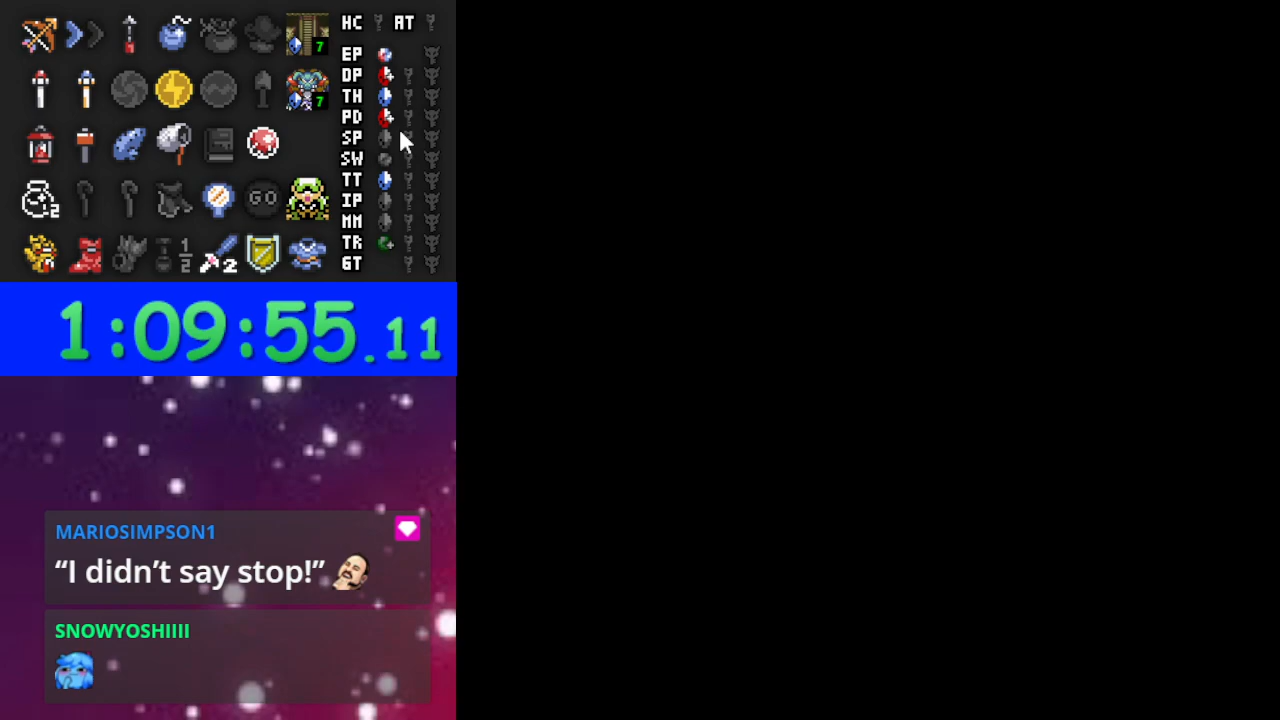 HC AT
7
EP
DP
7
TH
PD
SP
SW
TT
2
GO
IP
MM
TR
1/2
2
GT
1:09:55.11
MARIOSIMPSON1
“I didn’t say stop!”
SNOWYOSHIIII